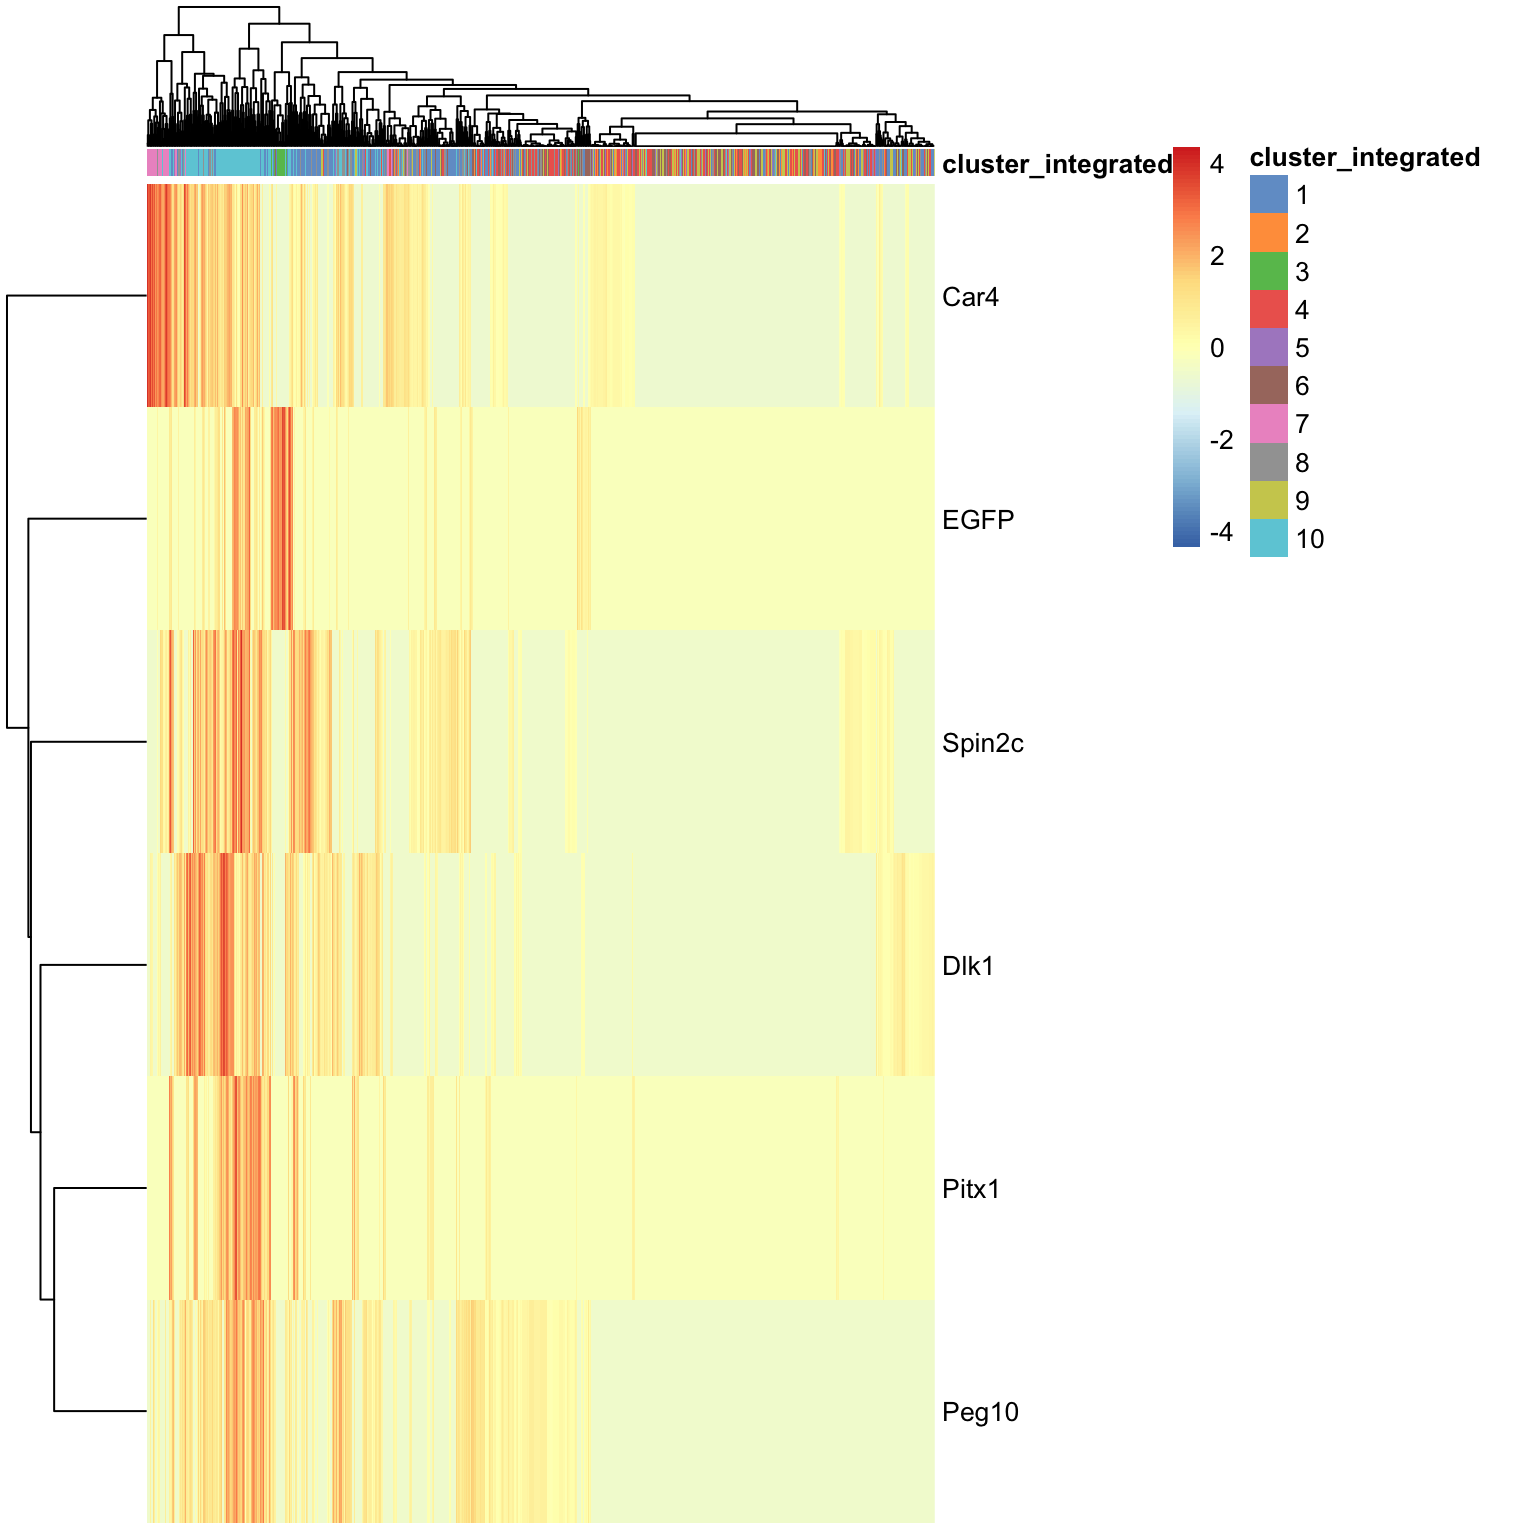 cluster_integrated
4
2
0
-2
-4
cluster_integrated
1
2
3
4
5
6
7
8
9
10
Car4
EGFP
Spin2c
Dlk1
Pitx1
Peg10